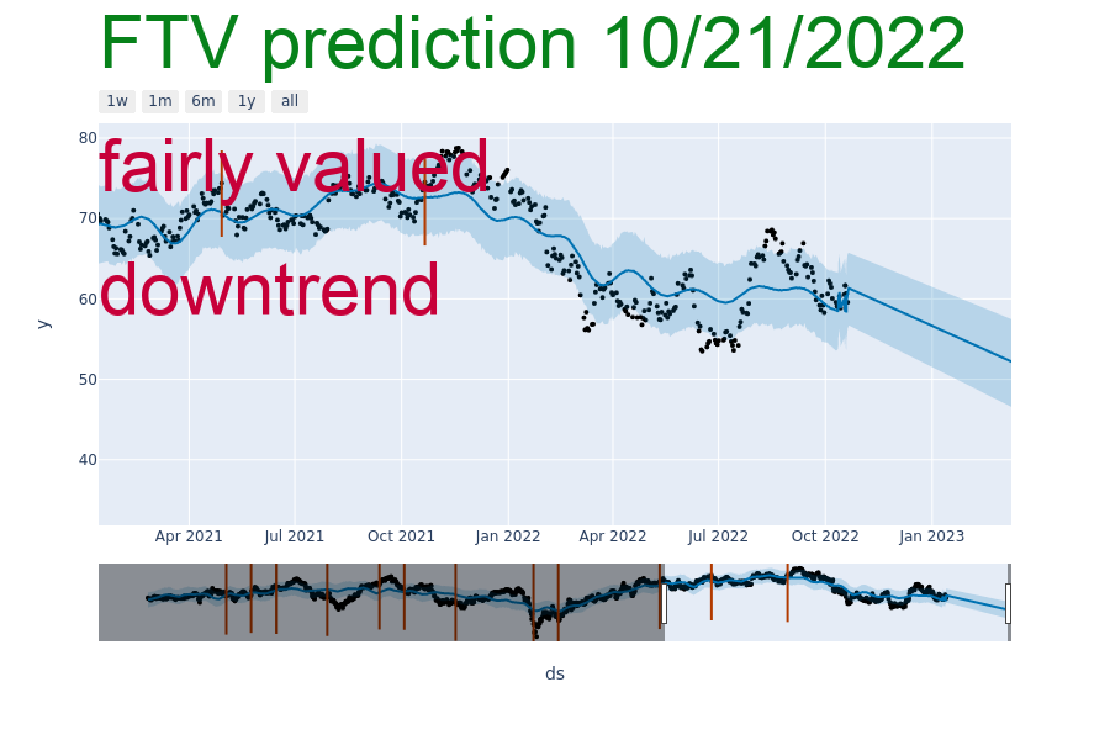 FTV prediction 10/21/2022
1w 1m 6m 1y all
80
fairly valued
70
downtrend
60
y
50
40
Apr 2021 Jul 2021 Oct 2021 Jan 2022 Apr 2022 Jul 2022 Oct 2022 Jan 2023
ds